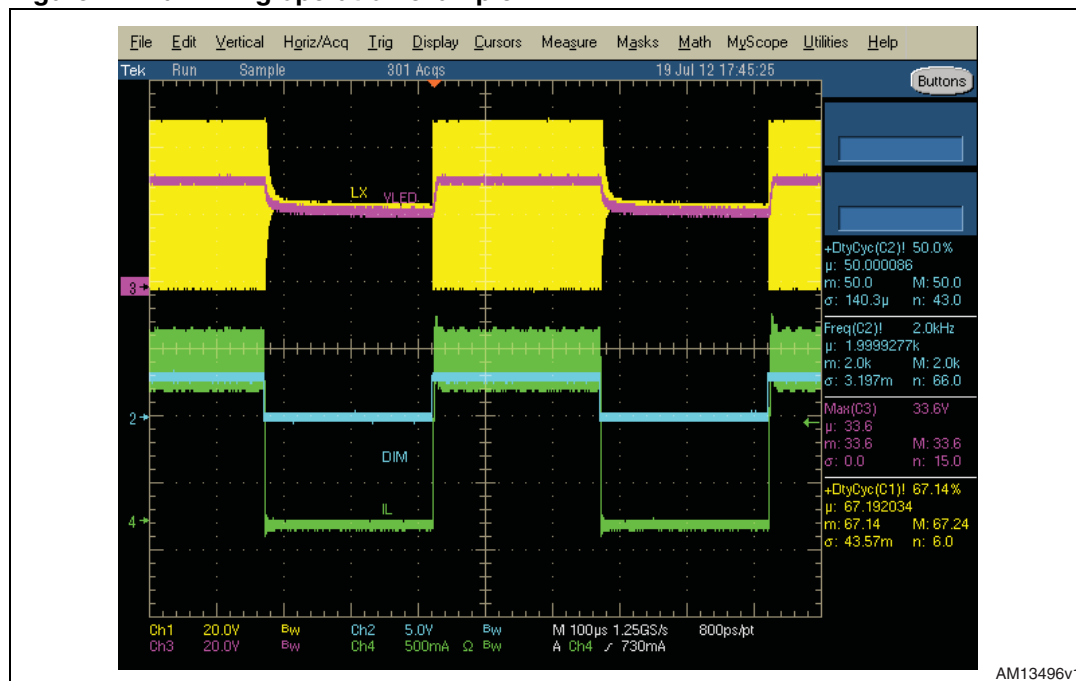 File Edit Vertical Horiz/Acq Trig Display Cursors Measure Masks Math MyScope Utilities Help
Tek Run Sample 301 Acqs 19 Jul 12 17:45:25
Buttons
LX
VLED
3
2
DIM
IL
4
+DtyCyc(C2)! 50.0%
µ: 50.000086
m: 50.0 M: 50.0
σ: 140.3µ n: 43.0
Freq(C2)! 2.0kHz
µ: 1.9999277k
m: 2.0k M: 2.0k
σ: 3.197m n: 66.0
Max(C3) 33.6V
µ: 33.6
m: 33.6 M: 33.6
σ: 0.0 n: 15.0
+DtyCyc(C1)! 67.14%
µ: 67.192034
m: 67.14 M: 67.24
σ: 43.57m n: 6.0
Ch1 20.0V Bw Ch2 5.0V Bw M 100µs 1.25GS/s 800ps/pt
Ch3 20.0V Bw Ch4 500mA Ω Bw A Ch4 ⁄ 730mA
AM13496v1